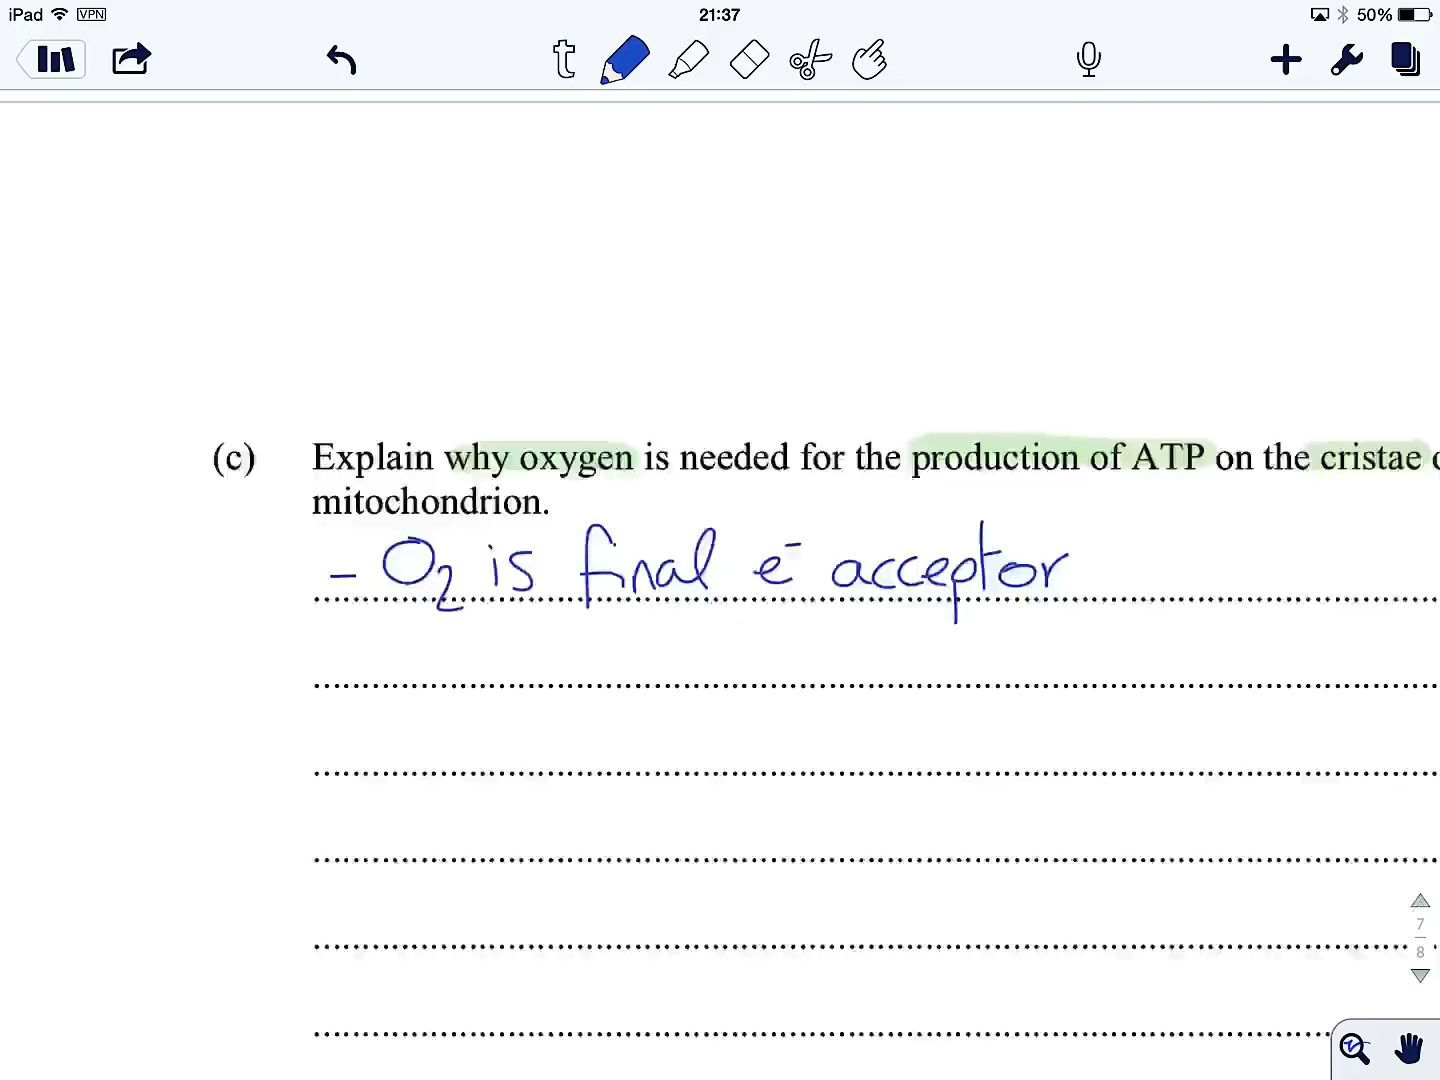 iPad VPN 21:37 50%
t
(c) Explain why oxygen is needed for the production of ATP on the cristae
mitochondrion.
- O2 is final e⁻ acceptor
7
8